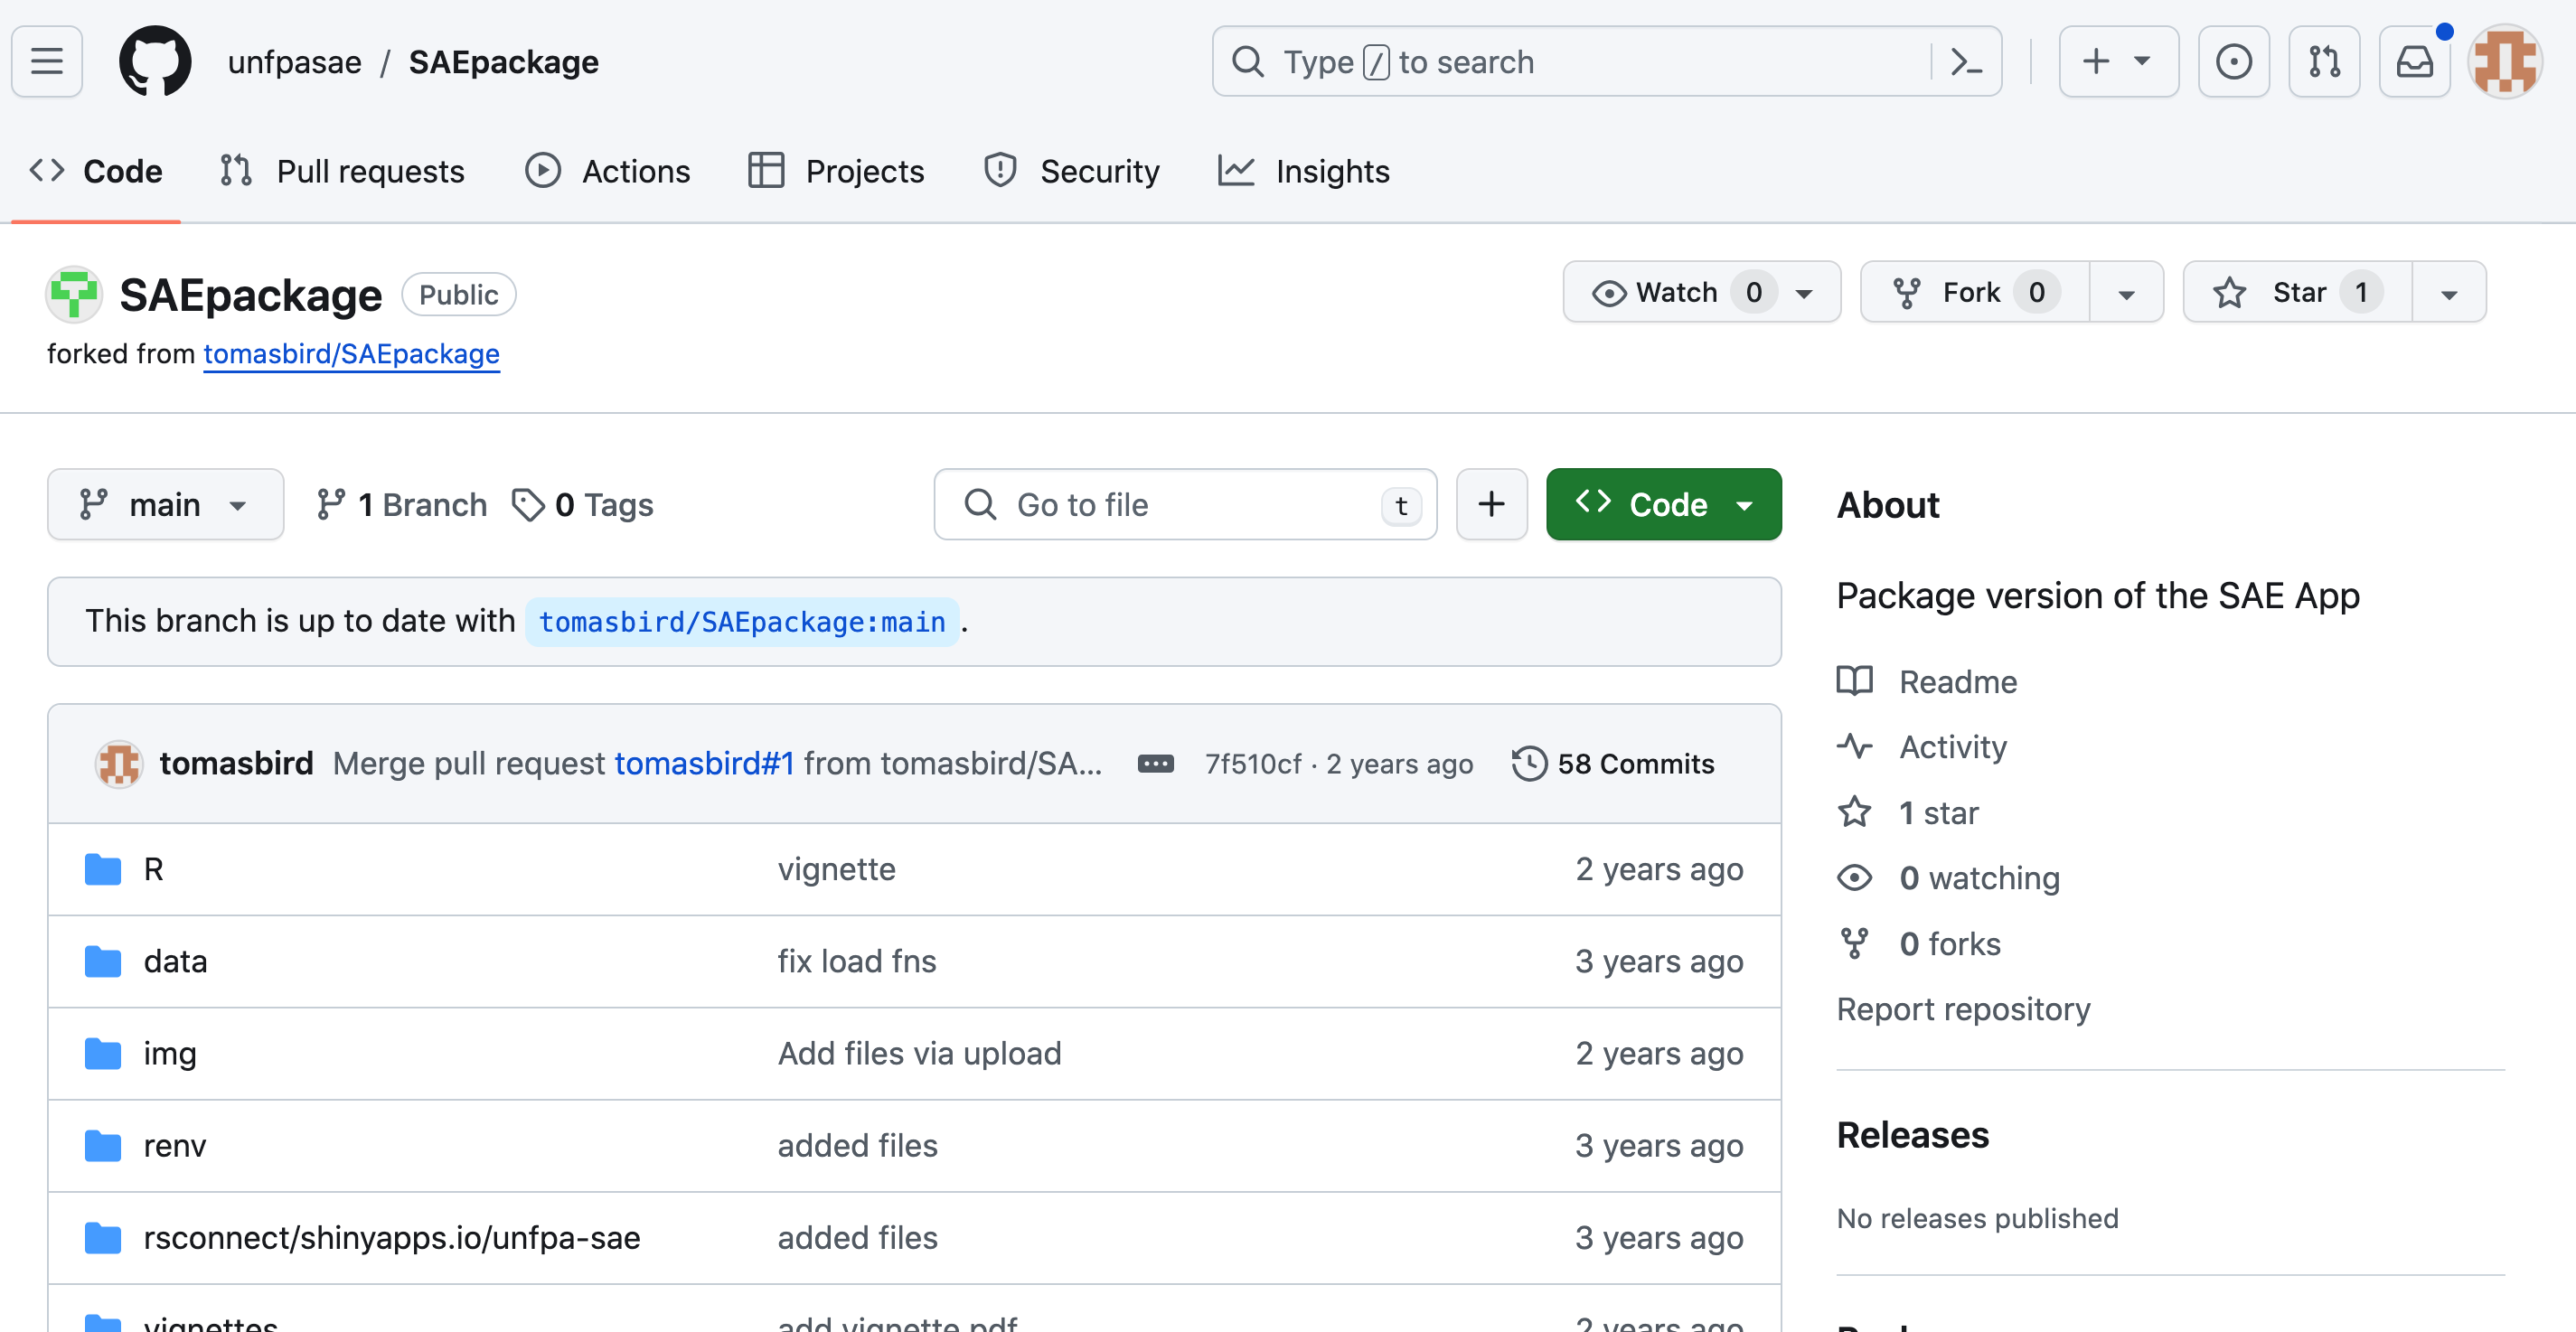 unfpasae / SAEpackage
Type / to search
Code Pull requests Actions Projects Security Insights
SAEpackage Public
Watch 0 Fork 0 Star 1
forked from tomasbird/SAEpackage
main 1 Branch 0 Tags
Go to file t
Code
This branch is up to date with tomasbird/SAEpackage:main .
tomasbird Merge pull request tomasbird#1 from tomasbird/SA... 7f510cf · 2 years ago 58 Commits
R vignette 2 years ago
data fix load fns 3 years ago
img Add files via upload 2 years ago
renv added files 3 years ago
rsconnect/shinyapps.io/unfpa-sae added files 3 years ago
vignettes add vignette pdf 2 years ago
About
Package version of the SAE App
Readme
Activity
1 star
0 watching
0 forks
Report repository
Releases
No releases published